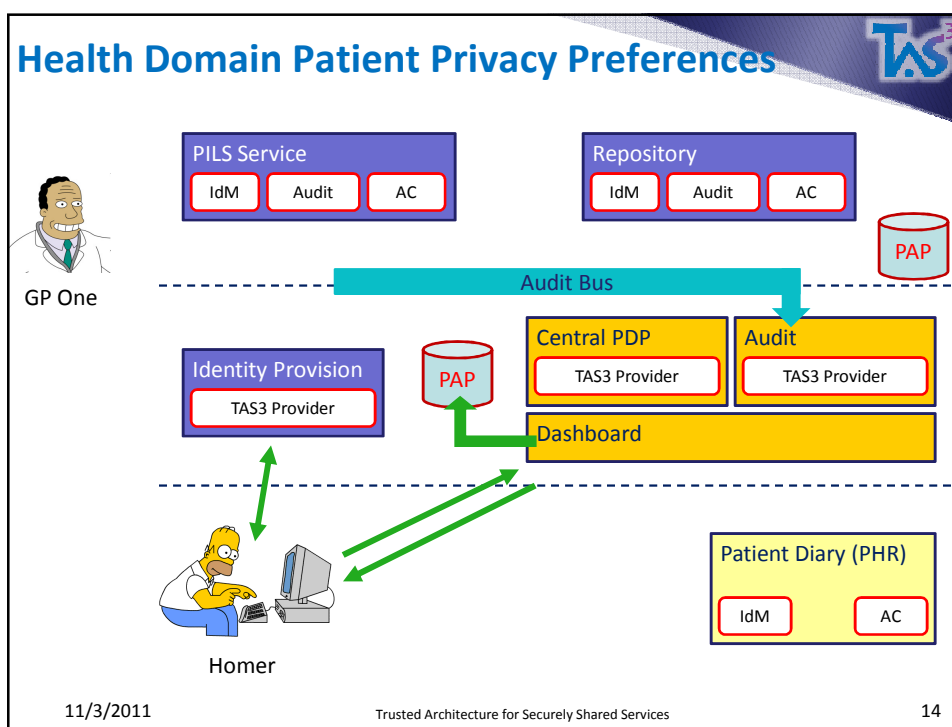 Health Domain Patient Privacy Preferences
TAS3
PILS Service
IdM
Audit
AC
Repository
IdM
Audit
AC
PAP
GP One
Audit Bus
Identity Provision
TAS3 Provider
PAP
Central PDP
TAS3 Provider
Audit
TAS3 Provider
Dashboard
Patient Diary (PHR)
IdM
AC
Homer
11/3/2011
Trusted Architecture for Securely Shared Services
14